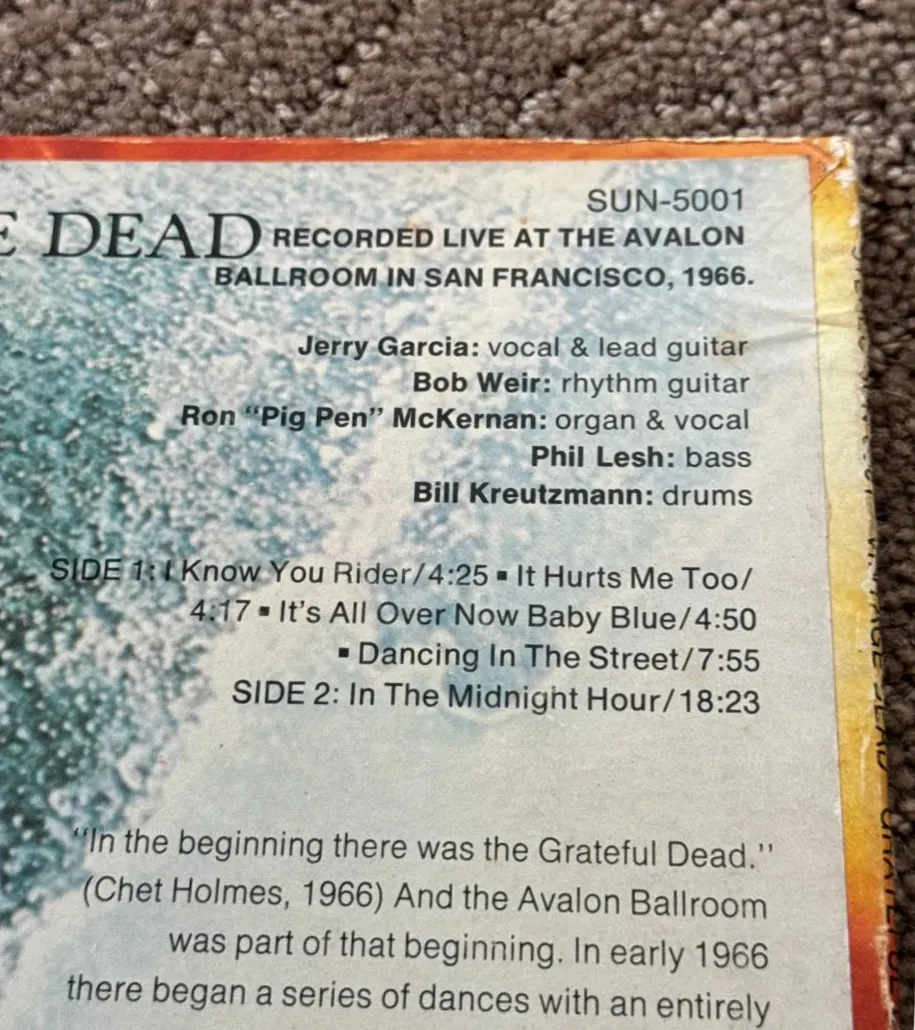 SUN-5001
E DEAD RECORDED LIVE AT THE AVALON
BALLROOM IN SAN FRANCISCO, 1966.
Jerry Garcia: vocal & lead guitar
Bob Weir: rhythm guitar
Ron "Pig Pen" McKernan: organ & vocal
Phil Lesh: bass
Bill Kreutzmann: drums
SIDE 1: I Know You Rider/4:25 ▪ It Hurts Me Too/
4:17 ▪ It's All Over Now Baby Blue/4:50
▪ Dancing In The Street/7:55
SIDE 2: In The Midnight Hour/18:23
"In the beginning there was the Grateful Dead."
(Chet Holmes, 1966) And the Avalon Ballroom
was part of that beginning. In early 1966
there began a series of dances with an entirely